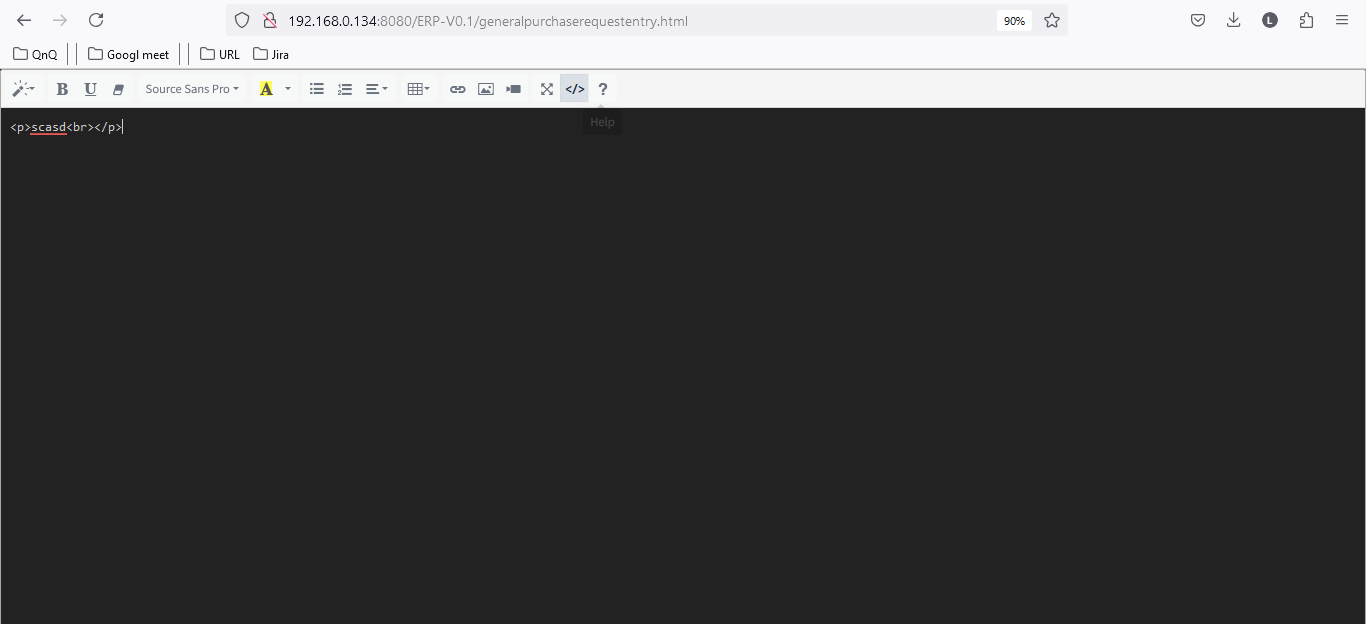 192.168.0.134:8080/ERP-V0.1/generalpurchaserequestentry.html 90% L
QnQ Googl meet URL Jira
B U Source Sans Pro A </> ?
Help
<p>scasd<br></p>